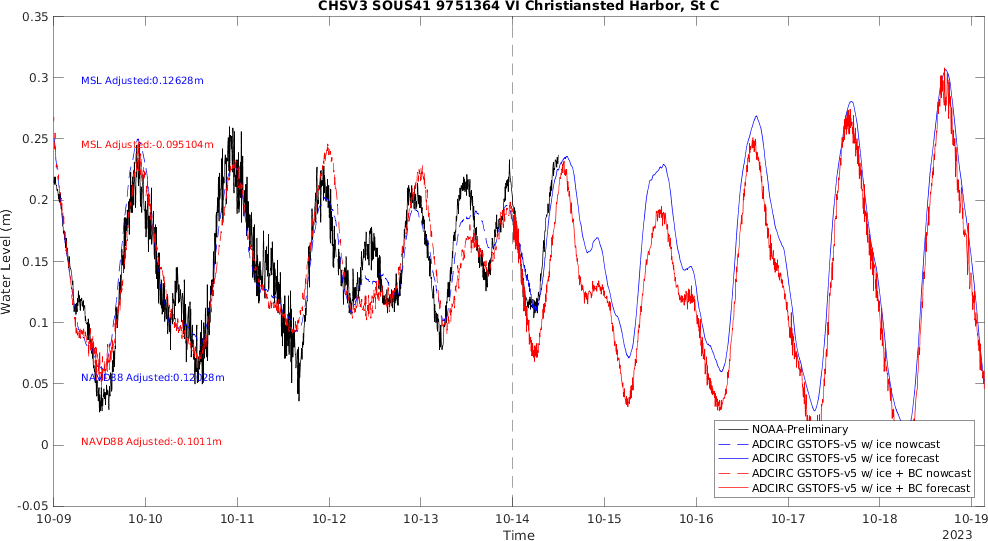 CHSV3 SOUS41 9751364 VI Christiansted Harbor, St C
0.35
0.3
0.25
0.2
0.15
0.1
0.05
0
-0.05
Water Level (m)
MSL Adjusted:0.12628m
MSL Adjusted:-0.095104m
NAVD88 Adjusted:0.12028m
NAVD88 Adjusted:-0.1011m
NOAA-Preliminary
ADCIRC GSTOFS-v5 w/ ice nowcast
ADCIRC GSTOFS-v5 w/ ice forecast
ADCIRC GSTOFS-v5 w/ ice + BC nowcast
ADCIRC GSTOFS-v5 w/ ice + BC forecast
10-09 10-10 10-11 10-12 10-13 10-14 10-15 10-16 10-17 10-18 10-19
Time
2023